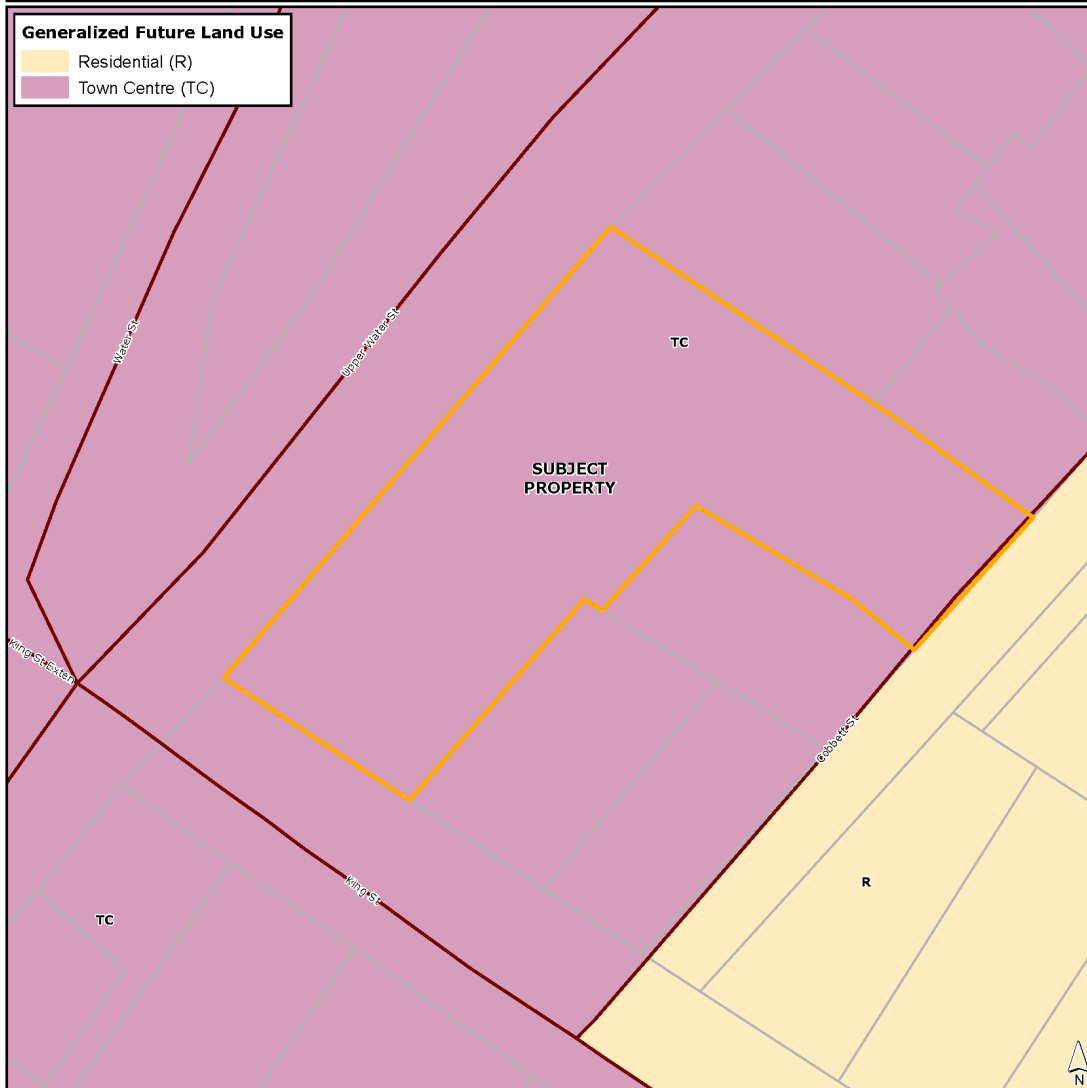 Generalized Future Land Use
Residential (R)
Town Centre (TC)
Water St
Upper Water St
TC
SUBJECT
PROPERTY
King St Exten
Cobbett St
King St
R
TC
N